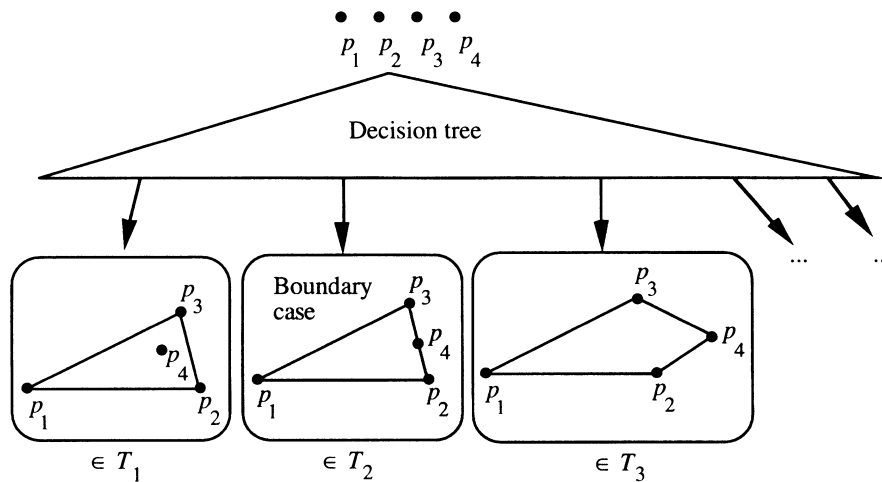 p1 p2 p3 p4
Decision tree
...
..
Boundary
case
p3
p4
p1
p2
p3
p4
p1
p2
p3
p4
p1
p2
∈ T1
∈ T2
∈ T3